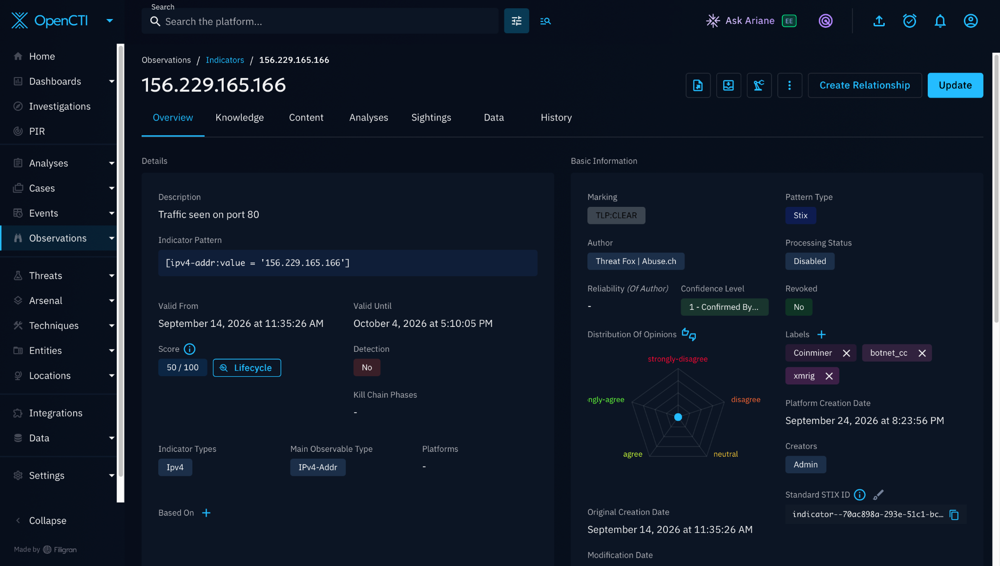 OpenCTI
Search
Search the platform...
Ask Ariane EE
Home
Dashboards
Investigations
PIR
Analyses
Cases
Events
Observations
Threats
Arsenal
Techniques
Entities
Locations
Integrations
Data
Settings
Collapse
Made by Filigran
Observations / Indicators / 156.229.165.166
156.229.165.166
Create Relationship
Update
Overview
Knowledge
Content
Analyses
Sightings
Data
History
Details
Description
Traffic seen on port 80
Indicator Pattern
[ipv4-addr:value = '156.229.165.166']
Valid From
September 14, 2026 at 11:35:26 AM
Valid Until
October 4, 2026 at 5:10:05 PM
Score
50 / 100
Lifecycle
Detection
No
Kill Chain Phases
-
Indicator Types
Ipv4
Main Observable Type
IPv4-Addr
Platforms
-
Based On
Basic Information
Marking
TLP:CLEAR
Pattern Type
Stix
Author
Threat Fox | Abuse.ch
Processing Status
Disabled
Reliability (Of Author)
-
Confidence Level
1 - Confirmed By...
Revoked
No
Distribution Of Opinions
strongly-disagree
disagree
neutral
agree
ngly-agree
Labels
Coinminer
botnet_cc
xmrig
Platform Creation Date
September 24, 2026 at 8:23:56 PM
Creators
Admin
Standard STIX ID
indicator--70ac898a-293e-51c1-bc...
Original Creation Date
September 14, 2026 at 11:35:26 AM
Modification Date